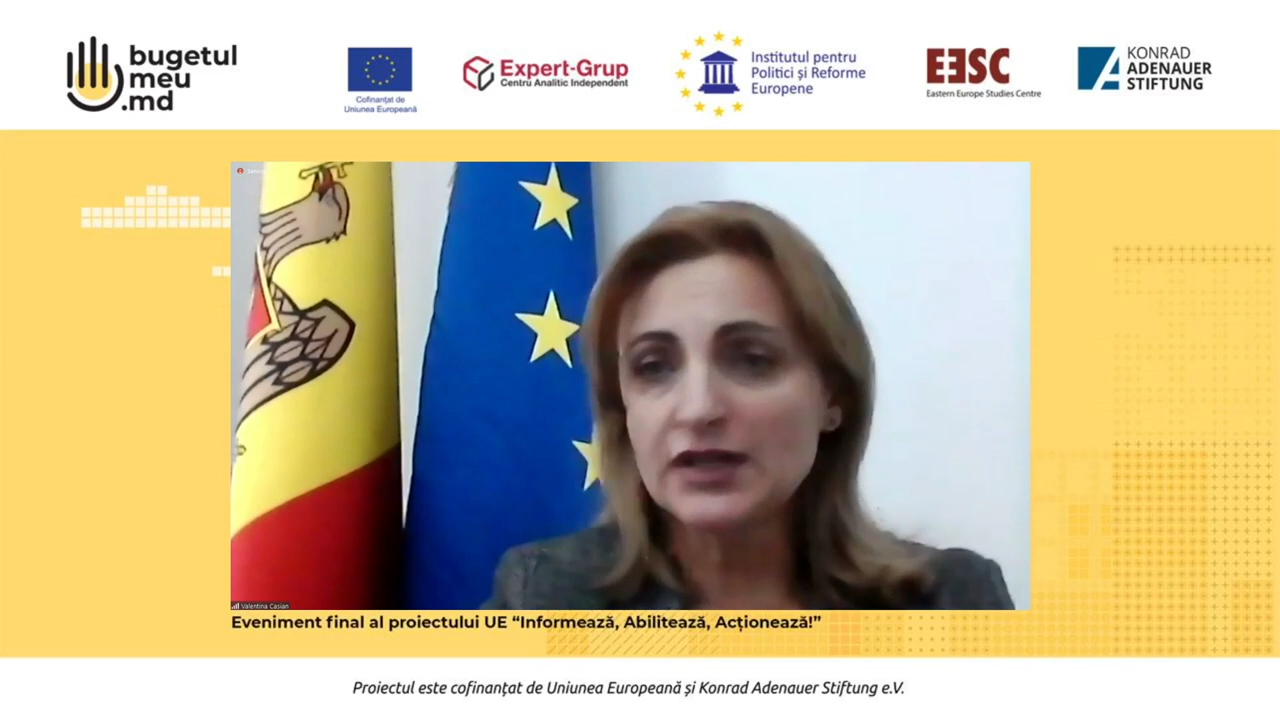 bugetul
meu
.md
Cofinanțat de
Uniunea Europeană
Expert-Grup
Centru Analitic Independent
Institutul pentru
Politici și Reforme
Europene
EESC
Eastern Europe Studies Centre
KONRAD
ADENAUER
STIFTUNG
Valentina Casian
Eveniment final al proiectului UE “Informează, Abilitează, Acționează!”
Proiectul este cofinanțat de Uniunea Europeană și Konrad Adenauer Stiftung e.V.